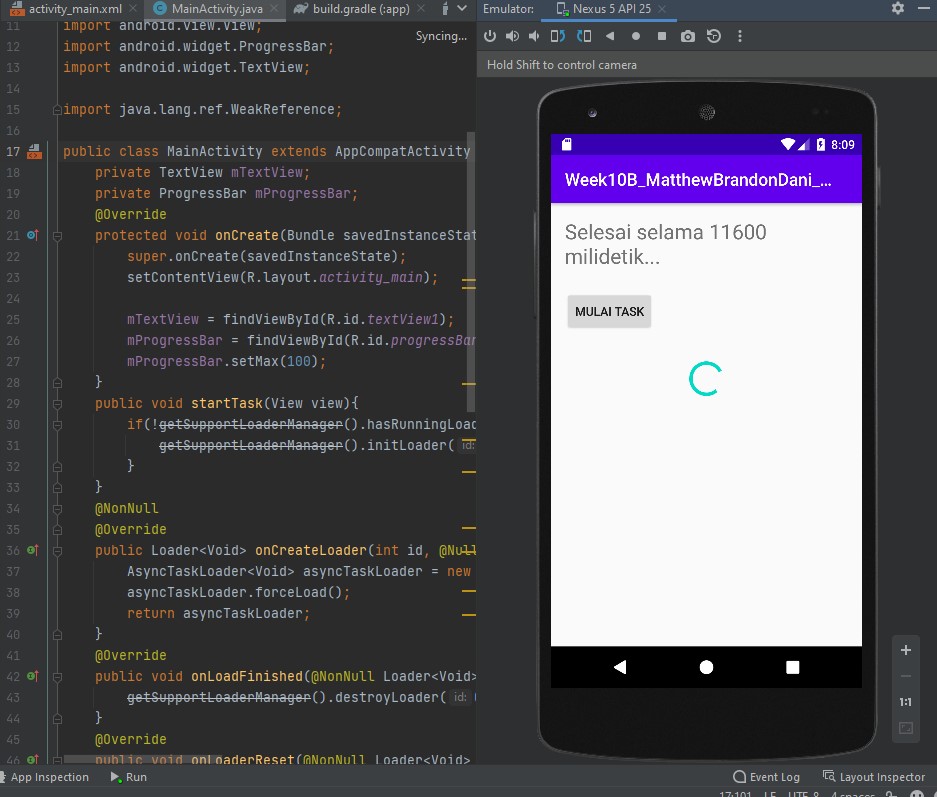 activity_main.xml MainActivity.java build.gradle (:app)
Syncing...
11 import android.view.View;
12 import android.widget.ProgressBar;
13 import android.widget.TextView;
14
15 import java.lang.ref.WeakReference;
16
17 public class MainActivity extends AppCompatActivity
18 private TextView mTextView;
19 private ProgressBar mProgressBar;
20 @Override
21 protected void onCreate(Bundle savedInstanceStat
22 super.onCreate(savedInstanceState);
23 setContentView(R.layout.activity_main);
24
25 mTextView = findViewById(R.id.textView1);
26 mProgressBar = findViewById(R.id.progressBar
27 mProgressBar.setMax(100);
28 }
29 public void startTask(View view){
30 if(!getSupportLoaderManager().hasRunningLoad
31 getSupportLoaderManager().initLoader( id:
32 }
33 }
34 @NonNull
35 @Override
36 public Loader<Void> onCreateLoader(int id, @Null
37 AsyncTaskLoader<Void> asyncTaskLoader = new
38 asyncTaskLoader.forceLoad();
39 return asyncTaskLoader;
40 }
41 @Override
42 public void onLoadFinished(@NonNull Loader<Void>
43 getSupportLoaderManager().destroyLoader( id:
44 }
45 @Override
46 public void onLoaderReset(@NonNull Loader<Void>
Emulator: Nexus 5 API 25
Hold Shift to control camera
8:09
Week10B_MatthewBrandonDani_...
Selesai selama 11600
milidetik...
MULAI TASK
1:1
App Inspection Run Event Log Layout Inspector
17:101 LF UTF-8 4 spaces